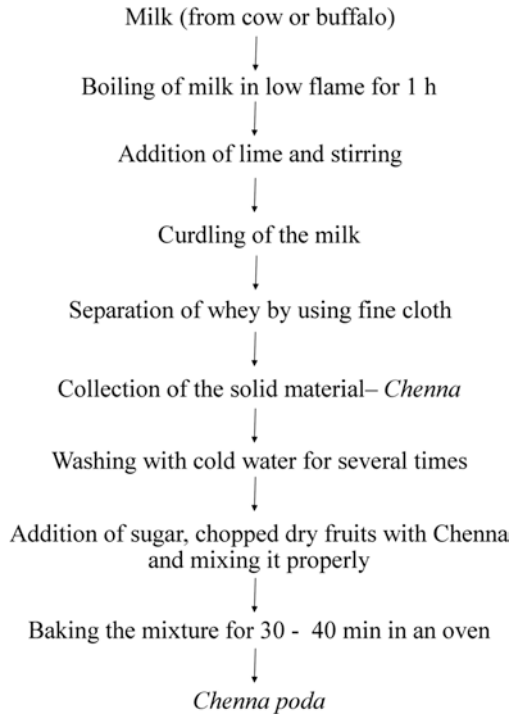 Milk (from cow or buffalo)
Boiling of milk in low flame for 1 h
Addition of lime and stirring
Curdling of the milk
Separation of whey by using fine cloth
Collection of the solid material– Chenna
Washing with cold water for several times
Addition of sugar, chopped dry fruits with Chenna
and mixing it properly
Baking the mixture for 30 - 40 min in an oven
Chenna poda